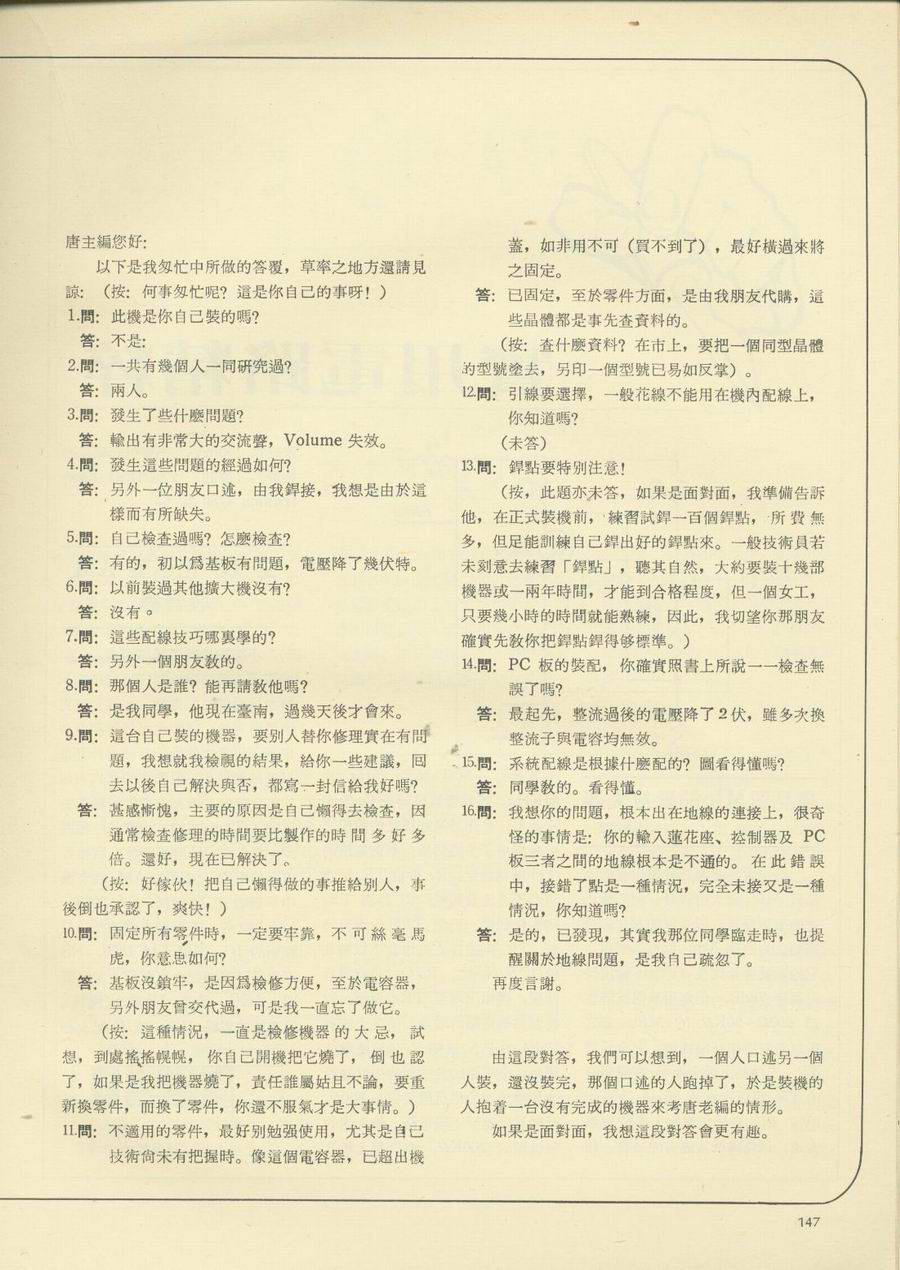 唐主編您好:
以下是我匆忙中所做的答覆，草率之地方還請見
諒: （按: 何事匆忙呢? 這是你自己的事呀! ）
1.問: 此機是你自己裝的嗎?
答: 不是:
2.問: 一共有幾個人一同研究過?
答: 兩人。
3.問: 發生了些什麽問題?
答: 輸出有非常大的交流聲，Volume 失效。
4.問: 發生這些問題的經過如何?
答: 另外一位朋友口述，由我銲接，我想是由於這
樣而有所缺失。
5.問: 自己檢查過嗎? 怎麽檢查?
答: 有的，初以爲基板有問題，電壓降了幾伏特。
6.問: 以前裝過其他擴大機沒有?
答: 沒有。
7.問: 這些配線技巧哪裏學的?
答: 另外一個朋友教的。
8.問: 那個人是誰? 能再請教他嗎?
答: 是我同學，他現在臺南，過幾天後才會來。
9.問: 這台自己裝的機器，要別人替你修理實在有問
題，我想就我檢視的結果，給你一些建議，回
去以後自己解決與否，都寫一封信給我好嗎?
答: 甚感慚愧，主要的原因是自己懶得去檢查，因
通常檢查修理的時間要比製作的時間多好多
倍。還好，現在已解決了。
（按: 好傢伙! 把自己懶得做的事推給別人，事
後倒也承認了，爽快! ）
10.問: 固定所有零件時，一定要牢靠，不可絲毫馬
虎，你意思如何?
答: 基板沒鎖牢，是因爲檢修方便，至於電容器，
另外朋友曾交代過，可是我一直忘了做它。
（按: 這種情況，一直是檢修機器的大忌，試
想，到處搖搖幌幌， 你自己開機把它燒了， 倒也認
了，如果是我把機器燒了，責任誰屬姑且不論，要重
新換零件，而換了零件，你還不服氣才是大事情。）
11.問: 不適用的零件，最好別勉强使用，尤其是自己
技術尙未有把握時。像這個電容器，已超出機
蓋，如非用不可（買不到了），最好橫過來將
之固定。
答: 已固定，至於零件方面，是由我朋友代購，這
些晶體都是事先查資料的。
（按: 查什麽資料? 在市上，要把一個同型晶體
的型號塗去，另印一個型號已易如反掌）。
12.問: 引線要選擇，一般花線不能用在機內配線上，
你知道嗎?
（未答）
13.問: 銲點要特別注意!
（按，此題亦未答，如果是面對面，我準備告訴
他，在正式裝機前，練習試銲一百個銲點，所費無
多，但足能訓練自己銲出好的銲點來。一般技術員若
未刻意去練習「銲點」，聽其自然，大約要裝十幾部
機器或一兩年時間，才能到合格程度，但一個女工，
只要幾小時的時間就能熟練，因此，我切望你那朋友
確實先教你把銲點銲得够標準。）
14.問: PC 板的裝配，你確實照書上所說一一檢查無
誤了嗎?
答: 最起先，整流過後的電壓降了2伏，雖多次換
整流子與電容均無效。
15.問: 系統配線是根據什麽配的? 圖看得懂嗎?
答: 同學教的。看得懂。
16.問: 我想你的問題，根本出在地線的連接上，很奇
怪的事情是: 你的輸入蓮花座、控制器及 PC
板三者之間的地線根本是不通的。在此錯誤
中，接錯了點是一種情況，完全未接又是一種
情況，你知道嗎?
答: 是的，已發現，其實我那位同學臨走時，也提
醒關於地線問題，是我自己疏忽了。
再度言謝。
由這段對答，我們可以想到，一個人口述另一個
人裝，還沒裝完，那個口述的人跑掉了，於是裝機的
人抱着一台沒有完成的機器來考唐老編的情形。
如果是面對面，我想這段對答會更有趣。
147